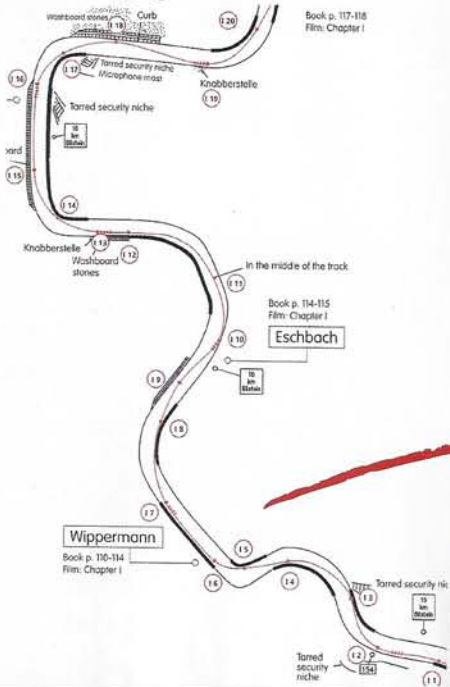 I 20
Book p. 117-118
Film: Chapter I
Washboard stones
I 18
Curb
I 17
Tarred security niche
Microphone mast
Knabberstelle
I 19
I 16
Tarred security niche
I 15
I 14
Knabberstelle
I 13
I 12
Washboard
stones
In the middle of the track
I 11
Book p. 114-115
Film: Chapter I
Eschbach
I 10
I 9
I 8
I 7
Wippermann
Book p. 110-114
Film: Chapter I
I 6
I 5
I 4
I 3
Tarred security nic
15
km
I 2
154
I 1
Tarred
security
niche